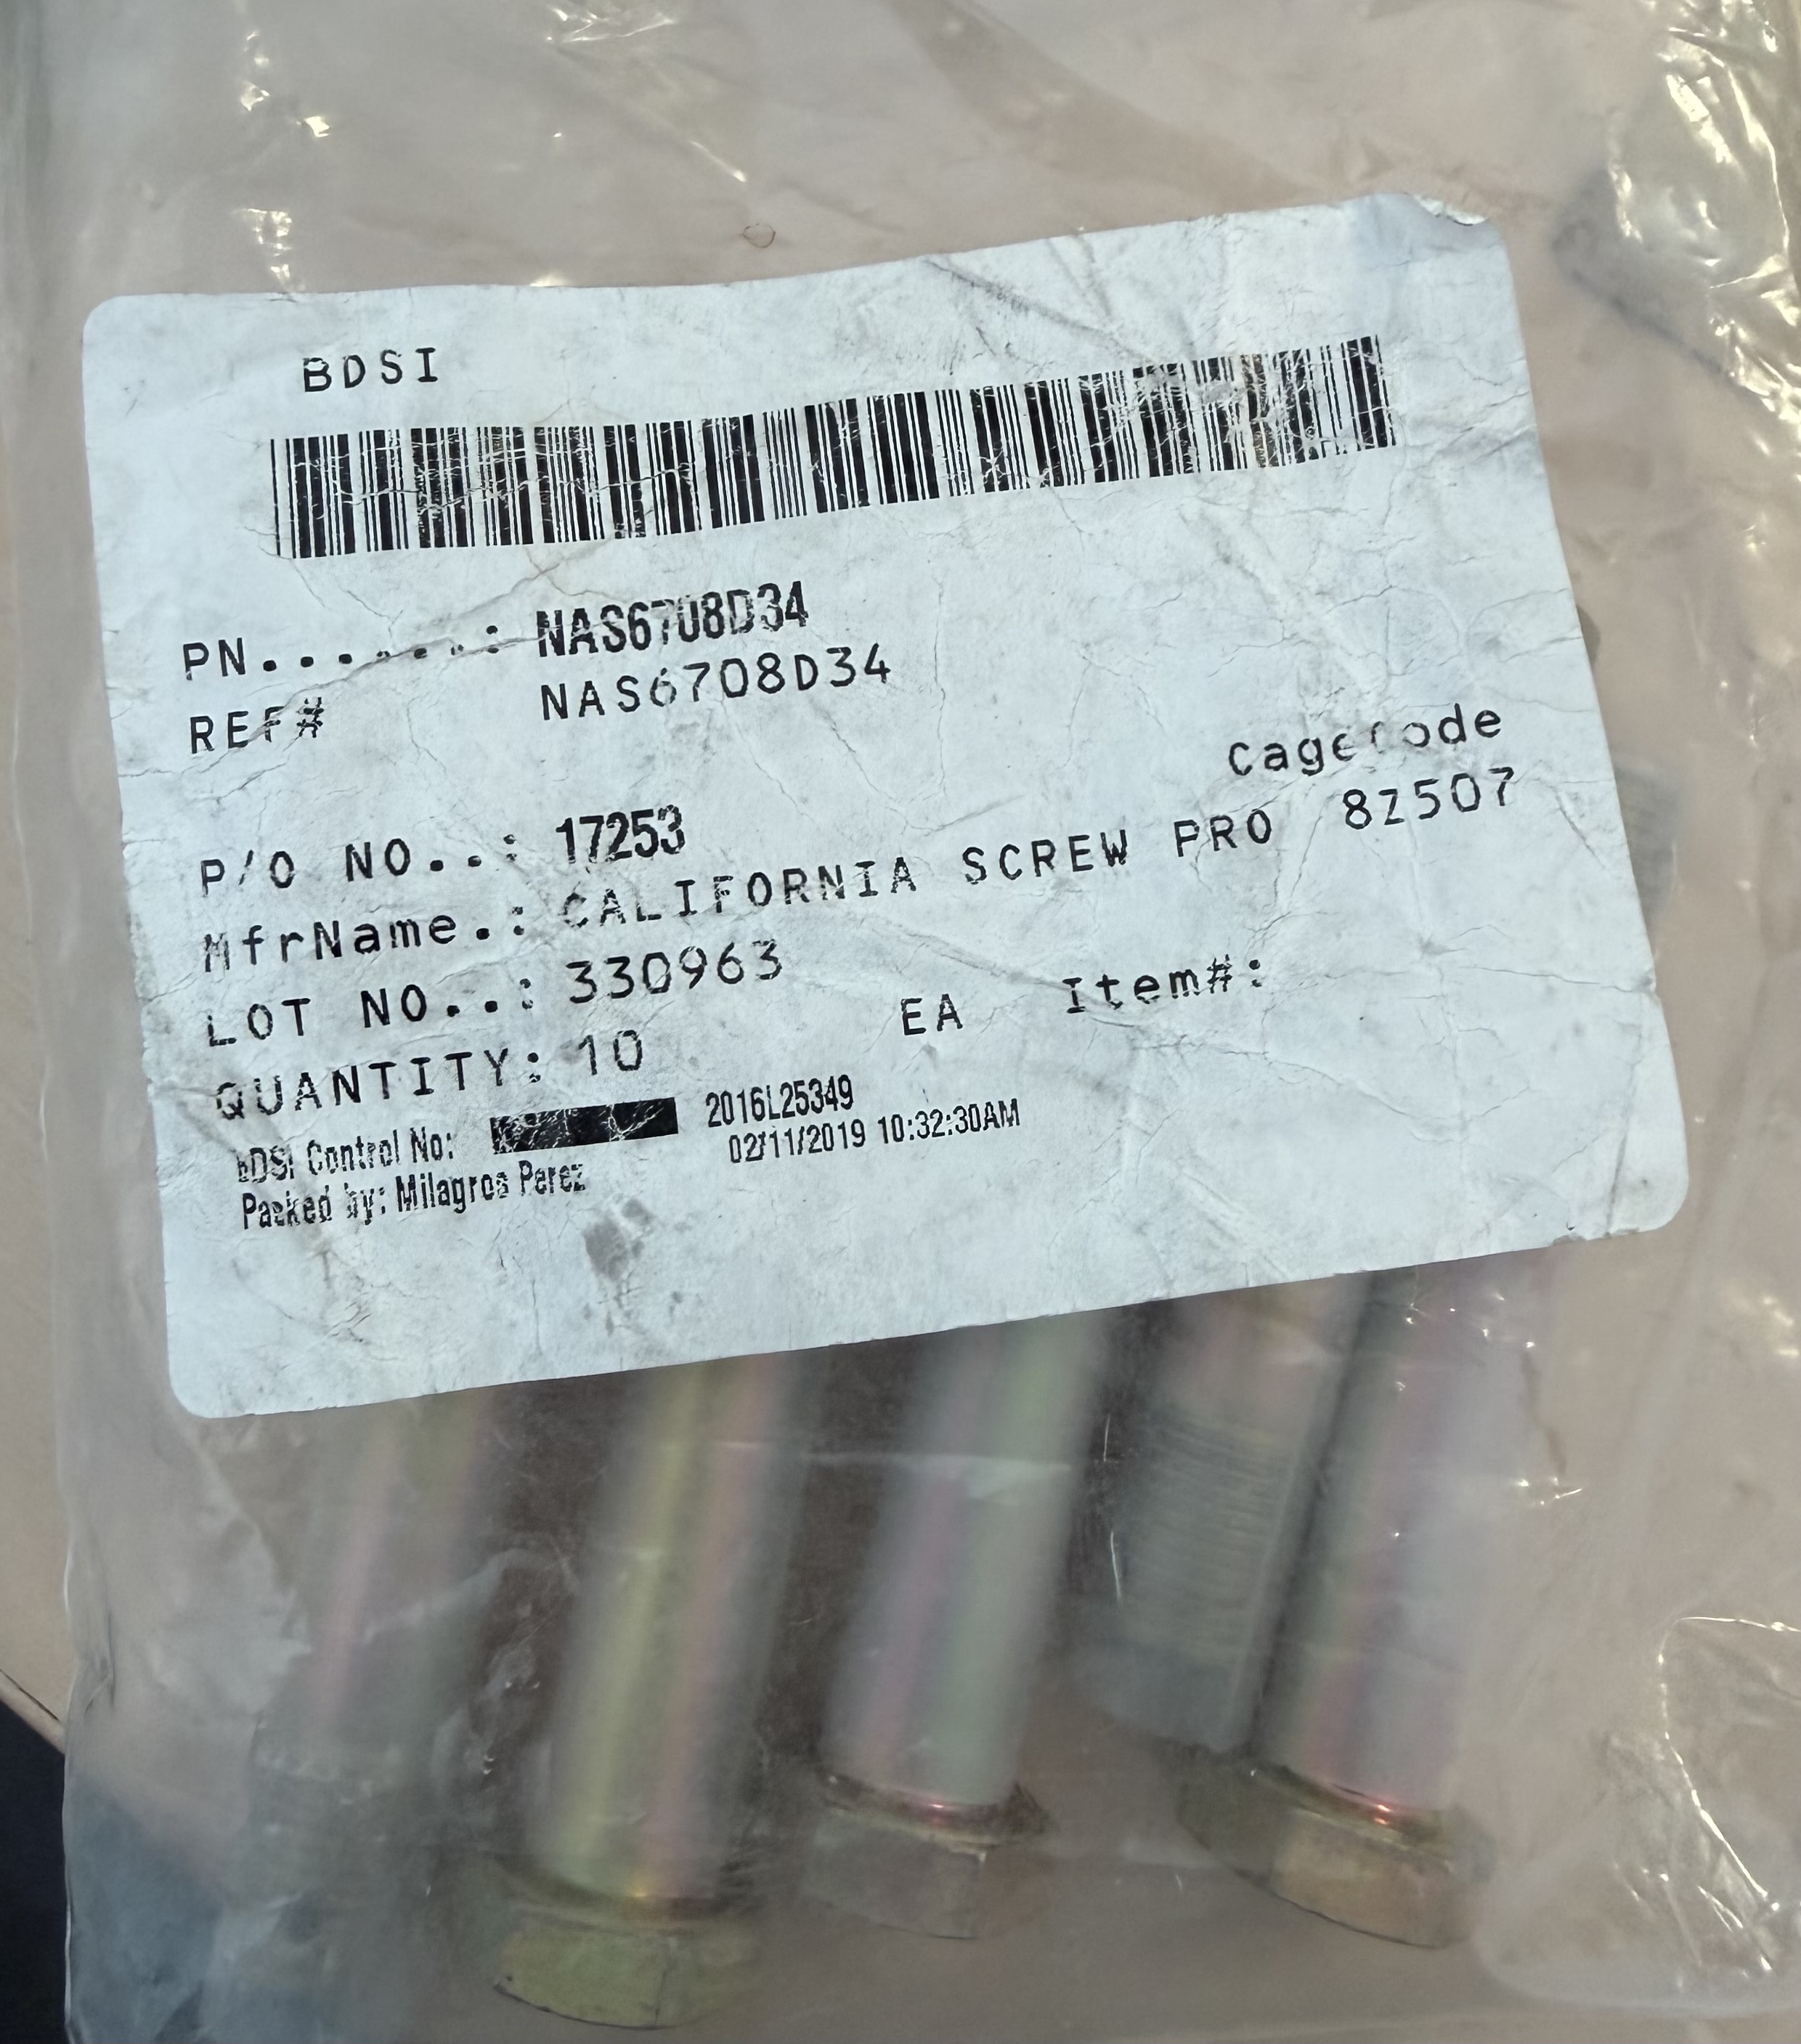 BDSI
PN.......: NAS6708D34
REF# NAS6708D34
CageCode
P/O NO..: 17253
MfrName.: CALIFORNIA SCREW PRO 8Z507
LOT NO..: 330963
QUANTITY: 10 EA Item#:
BDSI Control No: 2016L25349
02/11/2019 10:32:30AM
Packed by: Milagros Perez